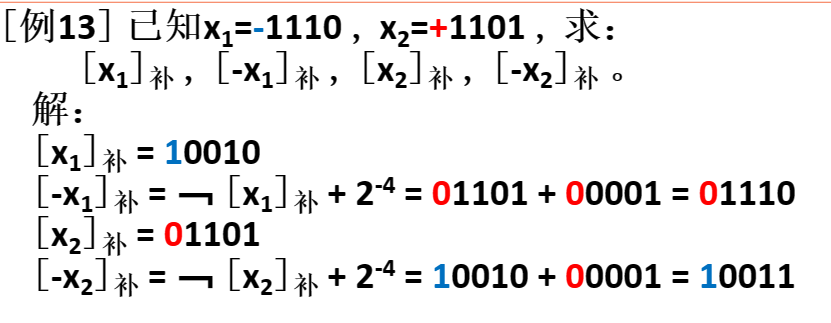 [例13] 已知x₁=-1110，x₂=+1101，求：
[x₁]补，[-x₁]补，[x₂]补，[-x₂]补。
解：
[x₁]补 = 10010
[-x₁]补 = ¬ [x₁]补 + 2⁻⁴ = 01101 + 00001 = 01110
[x₂]补 = 01101
[-x₂]补 = ¬ [x₂]补 + 2⁻⁴ = 10010 + 00001 = 10011